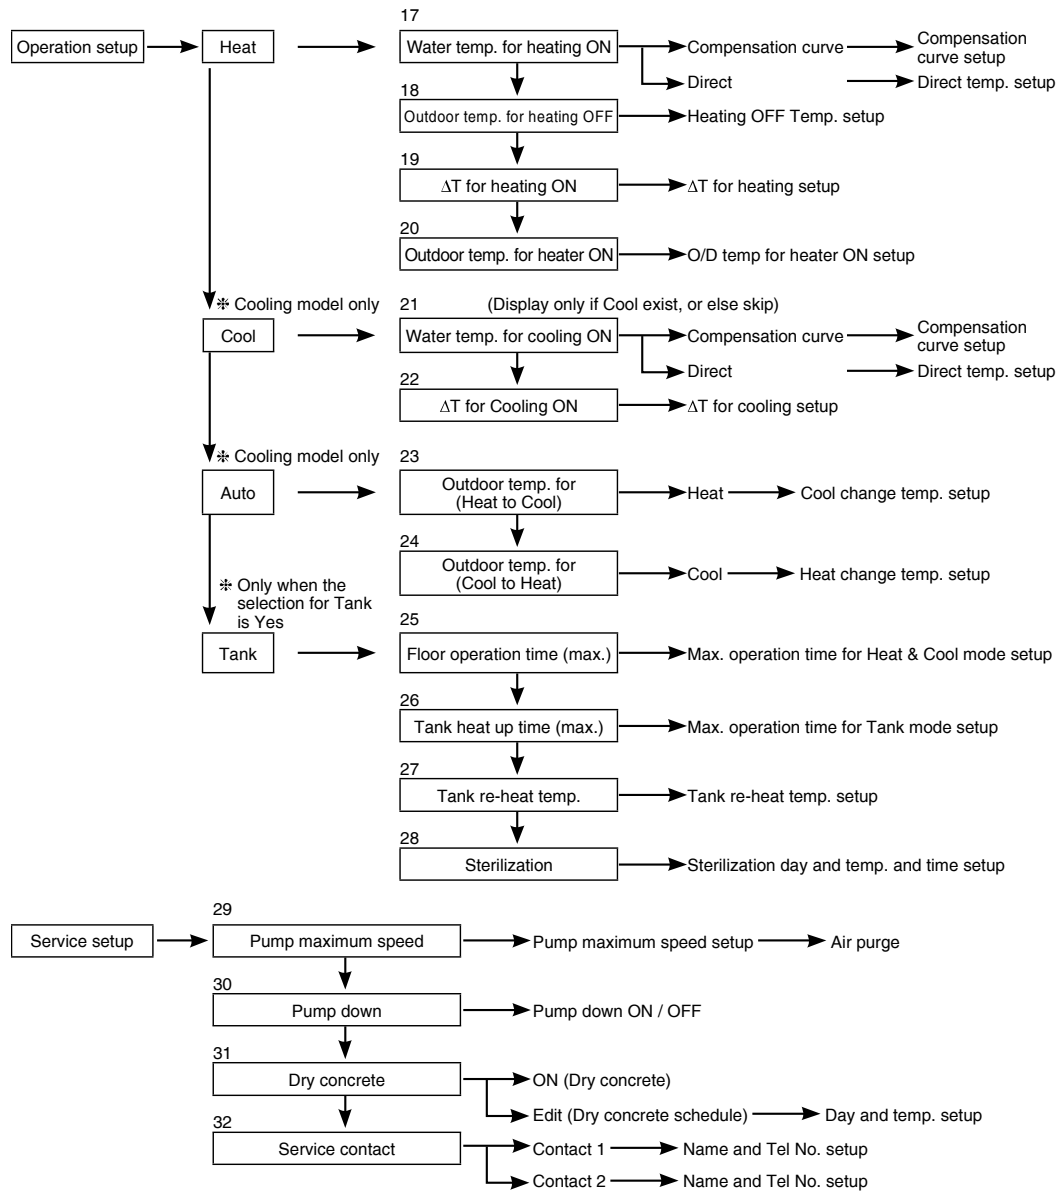 17
Operation setup
Heat
Water temp. for heating ON
Compensation curve
Compensation
curve setup
Direct
Direct temp. setup
18
Outdoor temp. for heating OFF
Heating OFF Temp. setup
19
ΔT for heating ON
ΔT for heating setup
20
Outdoor temp. for heater ON
O/D temp for heater ON setup
❉ Cooling model only
21
(Display only if Cool exist, or else skip)
Cool
Water temp. for cooling ON
Compensation curve
Compensation
curve setup
Direct
Direct temp. setup
22
ΔT for Cooling ON
ΔT for cooling setup
❉ Cooling model only
23
Auto
Outdoor temp. for
(Heat to Cool)
Heat
Cool change temp. setup
24
Outdoor temp. for
(Cool to Heat)
Cool
Heat change temp. setup
❉ Only when the
selection for Tank
is Yes
25
Tank
Floor operation time (max.)
Max. operation time for Heat & Cool mode setup
26
Tank heat up time (max.)
Max. operation time for Tank mode setup
27
Tank re-heat temp.
Tank re-heat temp. setup
28
Sterilization
Sterilization day and temp. and time setup
29
Service setup
Pump maximum speed
Pump maximum speed setup
Air purge
30
Pump down
Pump down ON / OFF
31
Dry concrete
ON (Dry concrete)
Edit (Dry concrete schedule)
Day and temp. setup
32
Service contact
Contact 1
Name and Tel No. setup
Contact 2
Name and Tel No. setup